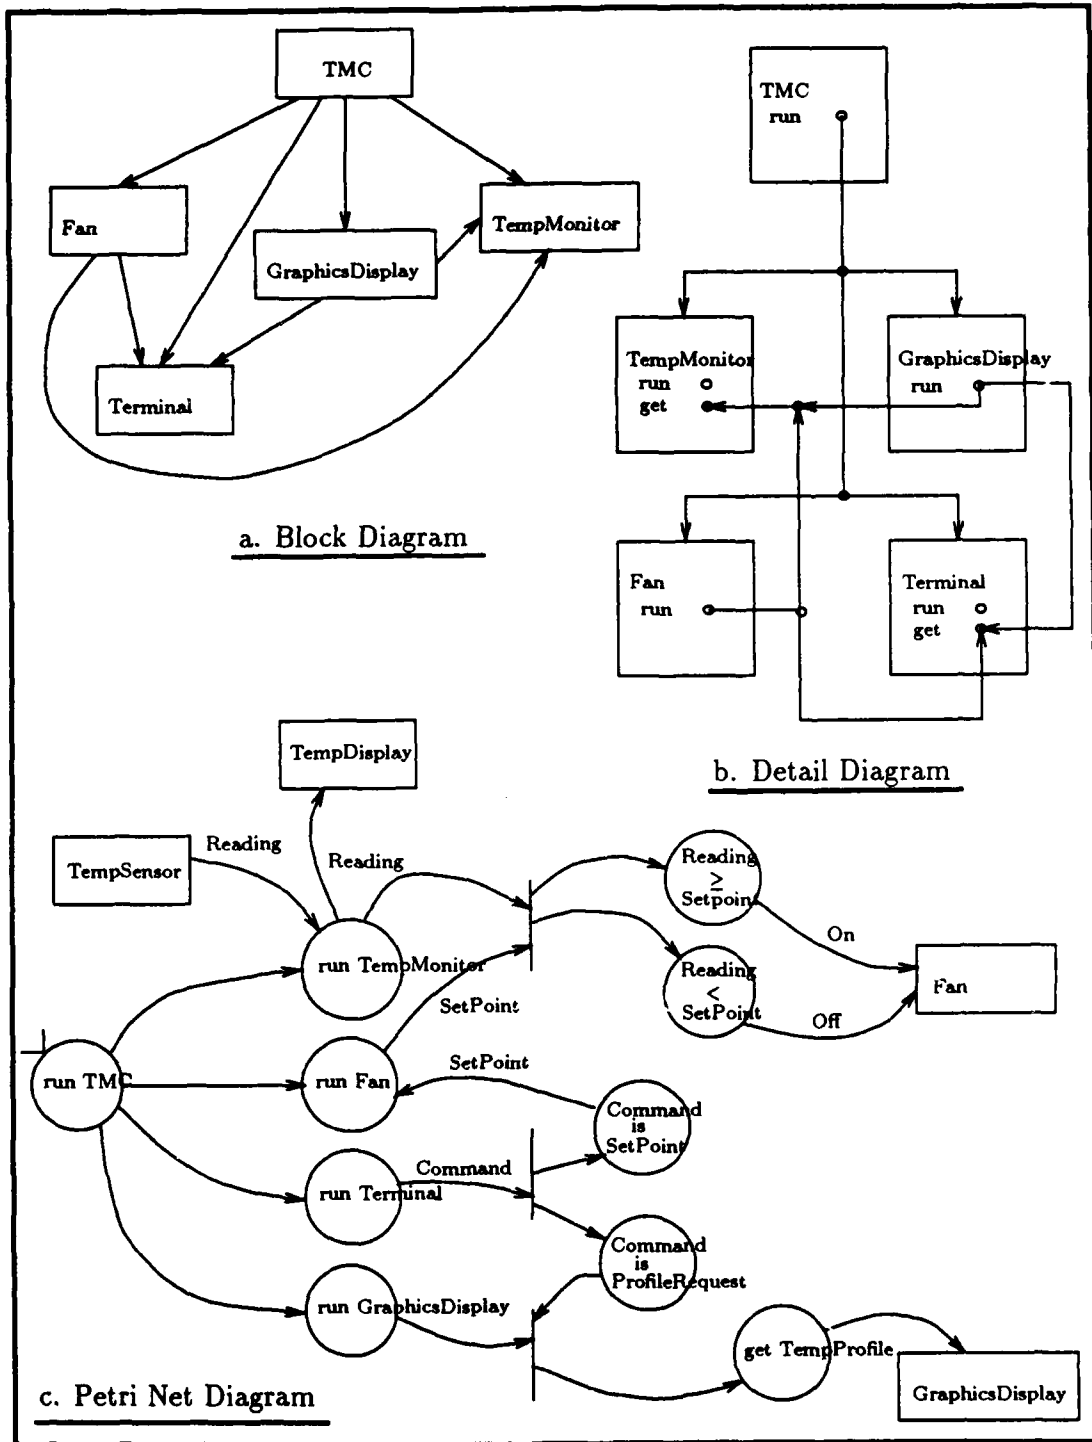 TMC
Fan
TempMonitor
GraphicsDisplay
Terminal
a. Block Diagram
TMC
run
TempMonitor
run
get
GraphicsDisplay
run
Fan
run
Terminal
run
get
b. Detail Diagram
TempDisplay
TempSensor
Reading
Reading
run TempMonitor
Reading
≥
Setpoint
On
Reading
<
SetPoint
Off
Fan
SetPoint
run TMC
run Fan
SetPoint
Command
is
SetPoint
run Terminal
Command
Command
is
ProfileRequest
run GraphicsDisplay
get TempProfile
GraphicsDisplay
c. Petri Net Diagram